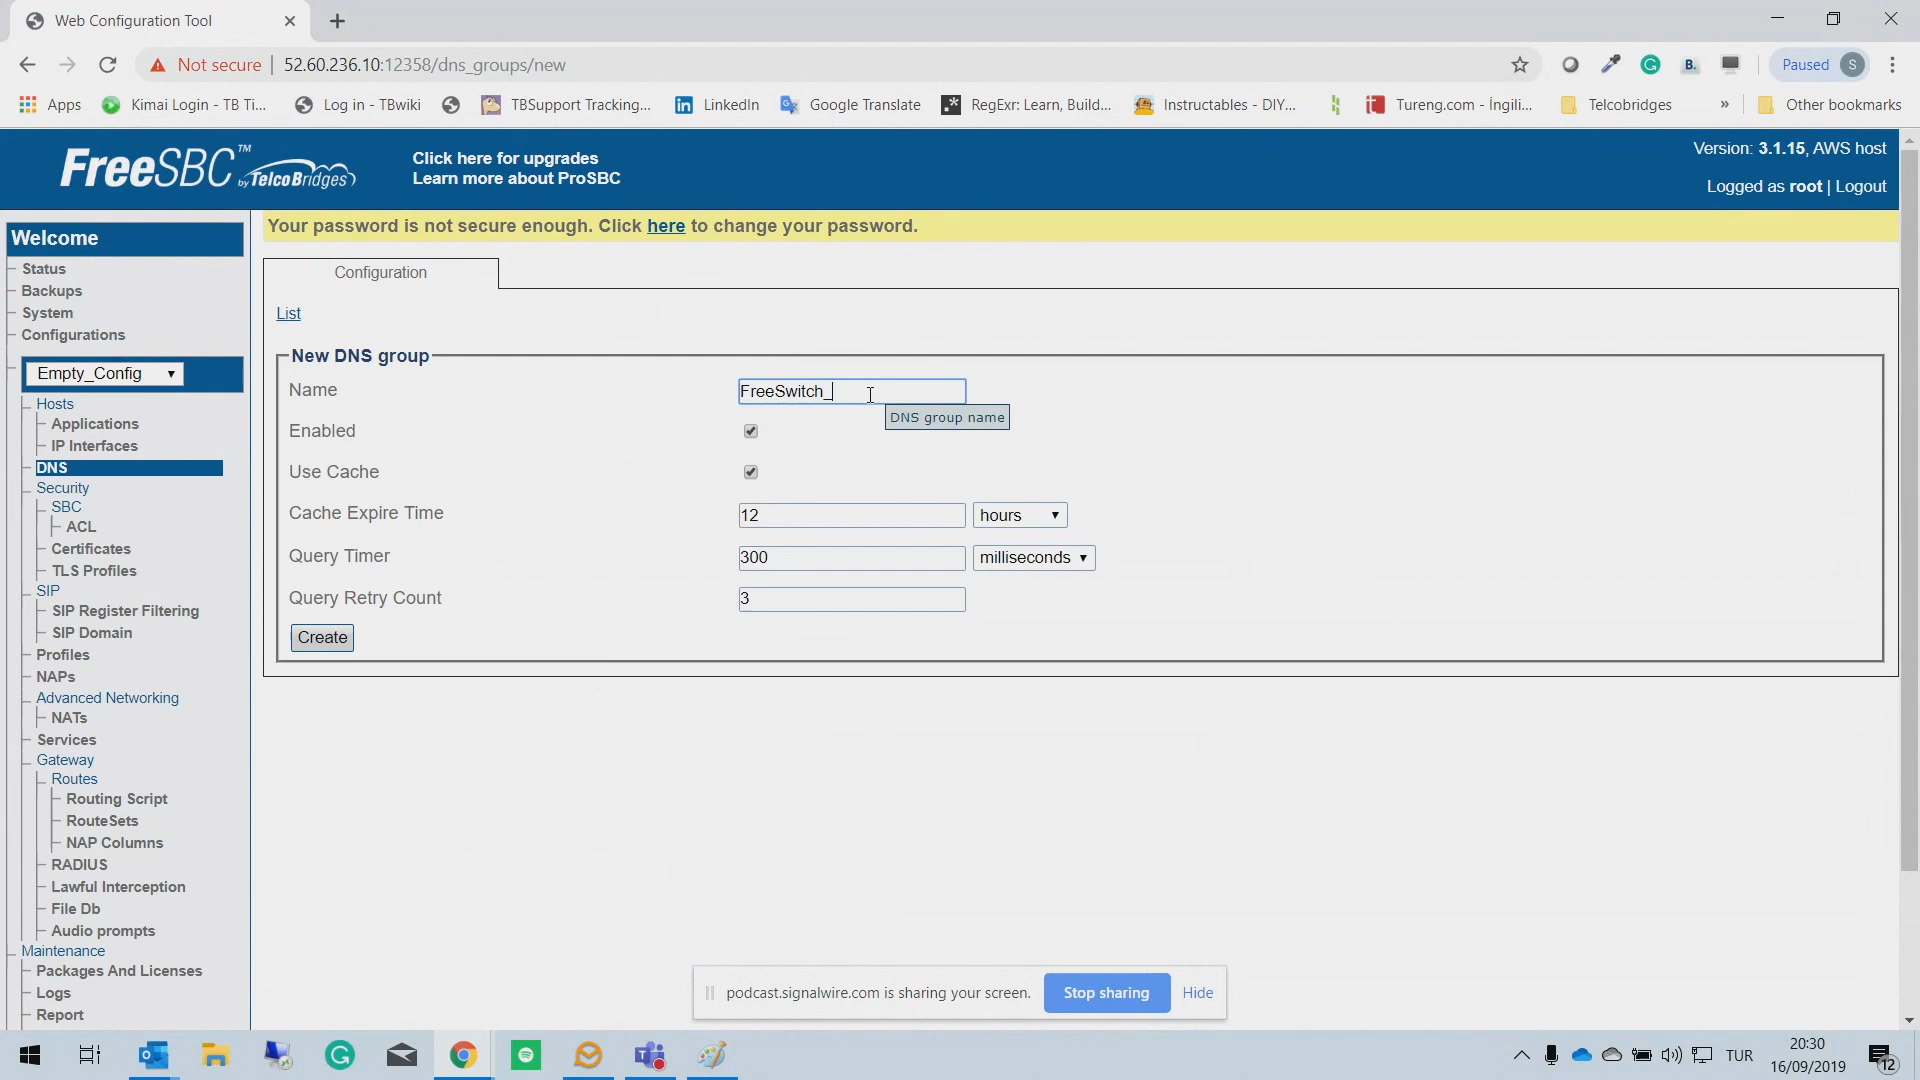 Web Configuration Tool
Not secure
52.60.236.10:12358/dns_groups/new
Paused
S
Apps
Kimai Login - TB Ti...
Log in - TBwiki
TBSupport Tracking...
LinkedIn
Google Translate
RegExr: Learn, Build...
Instructables - DIY...
Tureng.com - İngili...
Telcobridges
»
Other bookmarks
FreeSBC™ by TelcoBridges
Click here for upgrades
Learn more about ProSBC
Version: 3.1.15, AWS host
Logged as root | Logout
Your password is not secure enough. Click here to change your password.
Welcome
Status
Backups
System
Configurations
Empty_Config
Hosts
Applications
IP Interfaces
DNS
Security
SBC
ACL
Certificates
TLS Profiles
SIP
SIP Register Filtering
SIP Domain
Profiles
NAPs
Advanced Networking
NATs
Services
Gateway
Routes
Routing Script
RouteSets
NAP Columns
RADIUS
Lawful Interception
File Db
Audio prompts
Maintenance
Packages And Licenses
Logs
Report
Configuration
List
New DNS group
Name
FreeSwitch_
DNS group name
Enabled
Use Cache
Cache Expire Time
12
hours
Query Timer
300
milliseconds
Query Retry Count
3
Create
podcast.signalwire.com is sharing your screen.
Stop sharing
Hide
TUR
20:30
16/09/2019
12